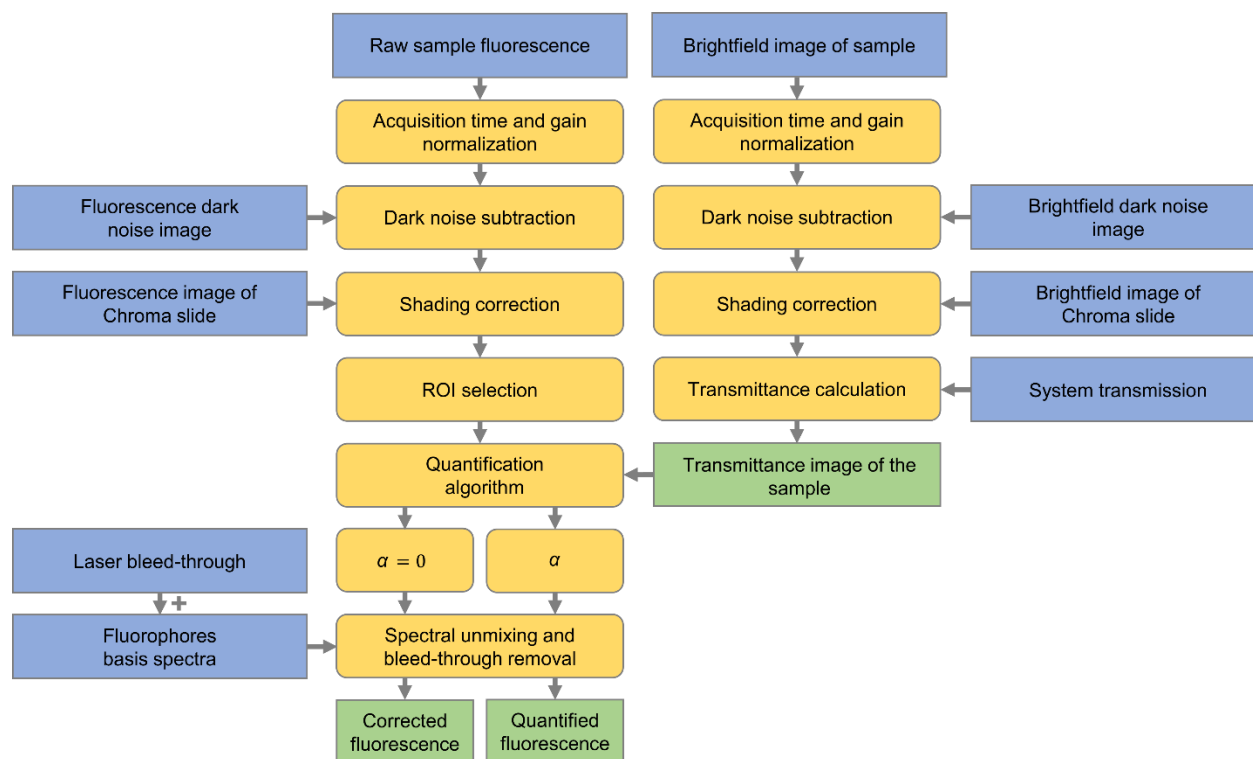 Raw sample fluorescence
Brightfield image of sample
Acquisition time and gain
normalization
Acquisition time and gain
normalization
Fluorescence dark
noise image
Dark noise subtraction
Dark noise subtraction
Brightfield dark noise
image
Fluorescence image of
Chroma slide
Shading correction
Shading correction
Brightfield image of
Chroma slide
ROI selection
Transmittance calculation
System transmission
Quantification
algorithm
Transmittance image of the
sample
Laser bleed-through
α = 0
α
+
Fluorophores
basis spectra
Spectral unmixing and
bleed-through removal
Corrected
fluorescence
Quantified
fluorescence